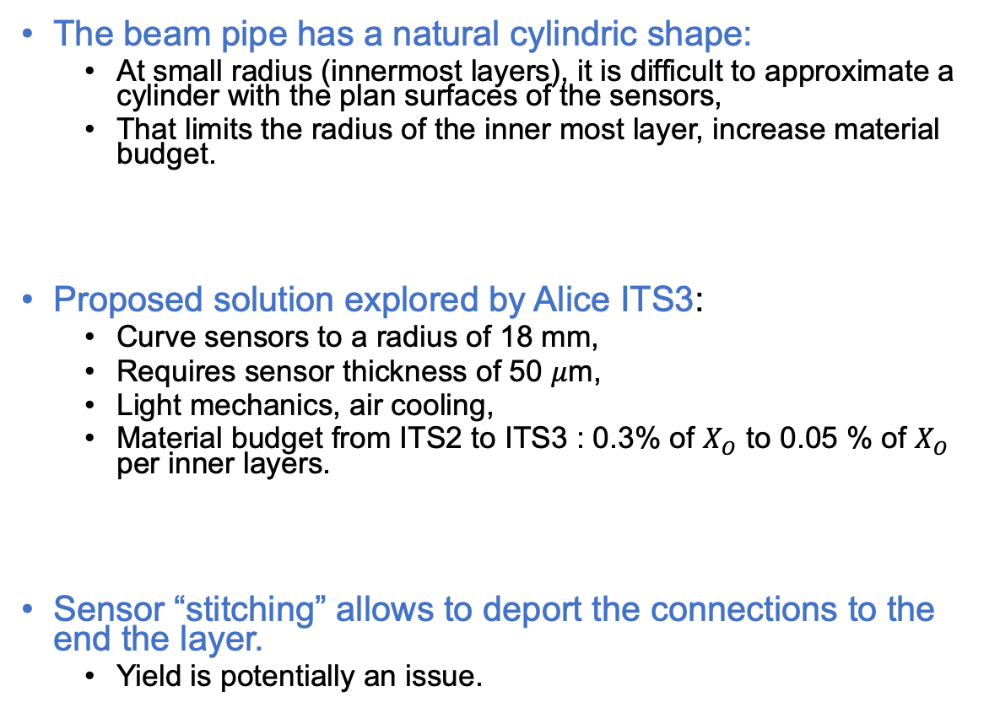 • The beam pipe has a natural cylindric shape:
• At small radius (innermost layers), it is difficult to approximate a
cylinder with the plan surfaces of the sensors,
• That limits the radius of the inner most layer, increase material
budget.
• Proposed solution explored by Alice ITS3:
• Curve sensors to a radius of 18 mm,
• Requires sensor thickness of 50 𝜇m,
• Light mechanics, air cooling,
• Material budget from ITS2 to ITS3 : 0.3% of X_O to 0.05 % of X_O
per inner layers.
• Sensor “stitching” allows to deport the connections to the
end the layer.
• Yield is potentially an issue.